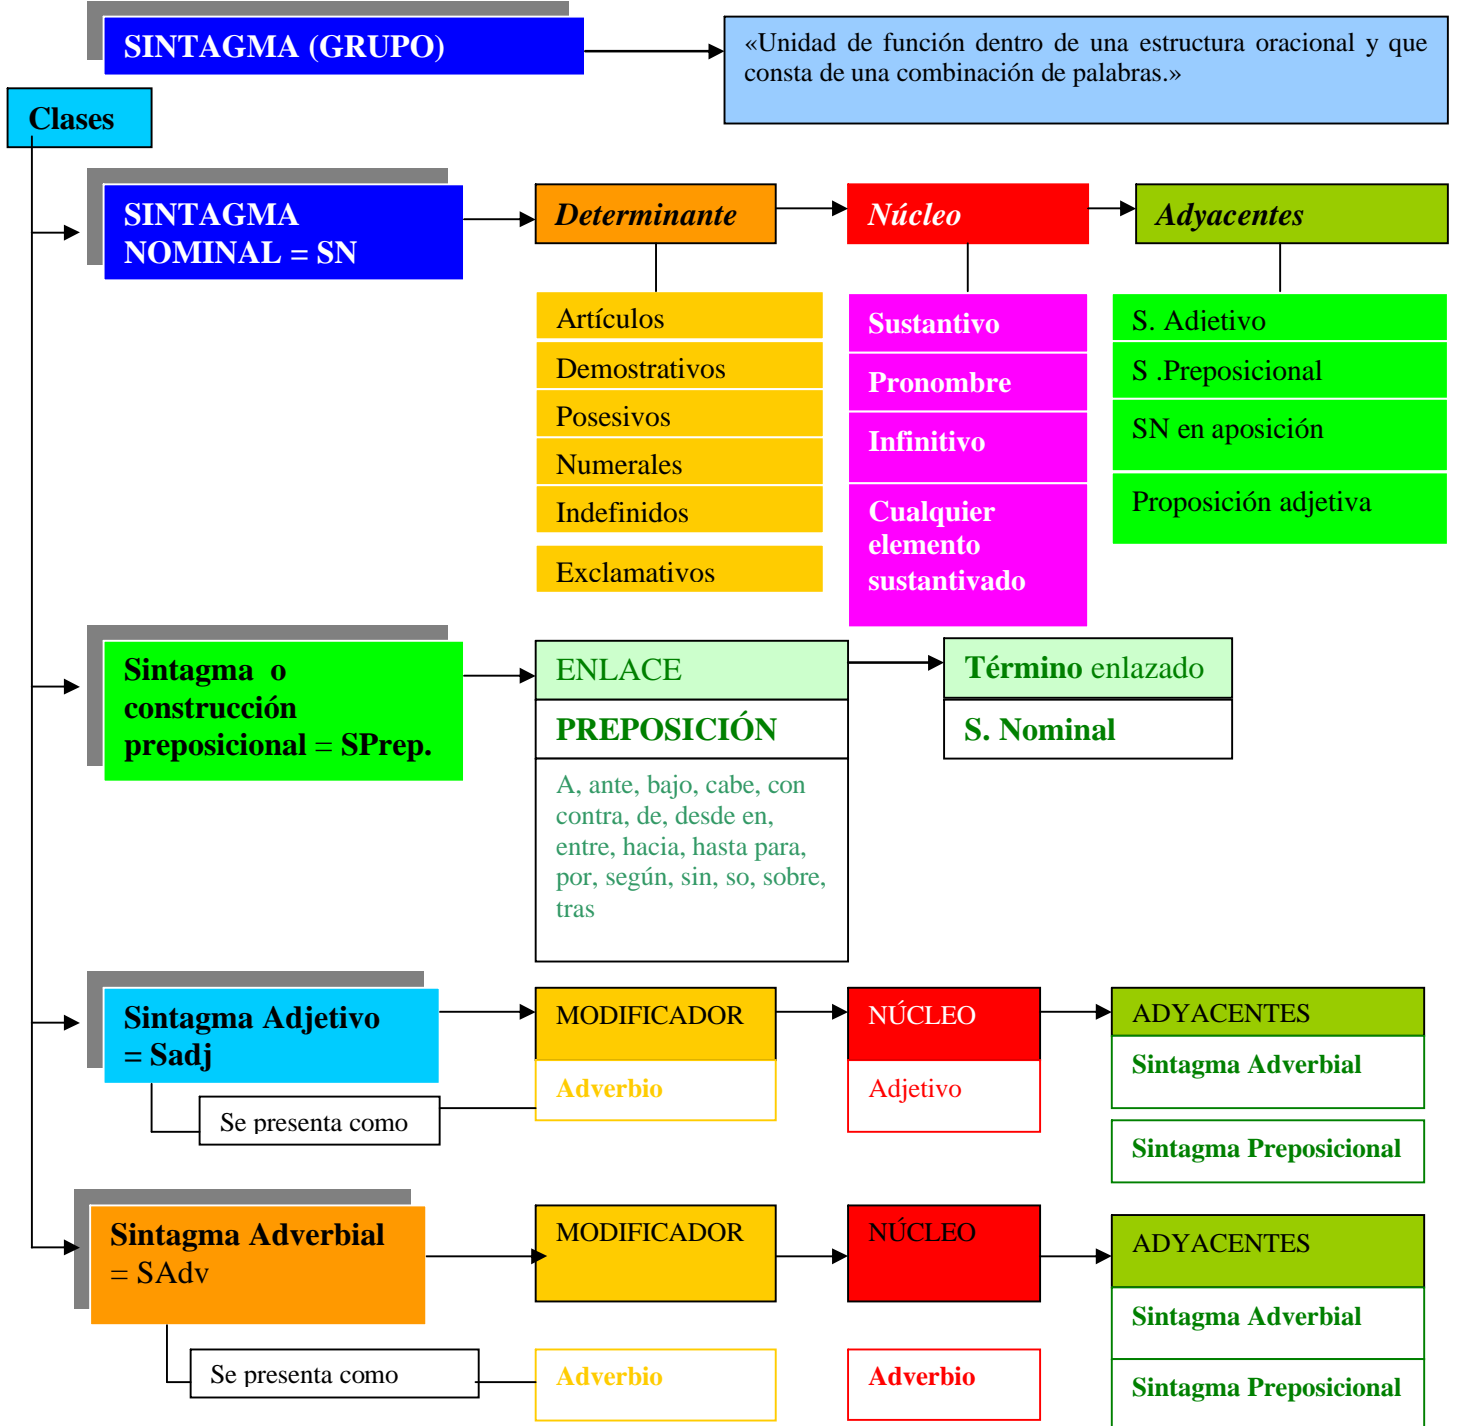 SINTAGMA (GRUPO)
«Unidad de función dentro de una estructura oracional y que
consta de una combinación de palabras.»
Clases
SINTAGMA
NOMINAL = SN
Determinante
Núcleo
Adyacentes
Artículos
Demostrativos
Posesivos
Numerales
Indefinidos
Exclamativos
Sustantivo
Pronombre
Infinitivo
Cualquier
elemento
sustantivado
S. Adjetivo
S .Preposicional
SN en aposición
Proposición adjetiva
Sintagma o
construcción
preposicional = SPrep.
ENLACE
PREPOSICIÓN
A, ante, bajo, cabe, con
contra, de, desde en,
entre, hacia, hasta para,
por, según, sin, so, sobre,
tras
Término enlazado
S. Nominal
Sintagma Adjetivo
= Sadj
Se presenta como
MODIFICADOR
Adverbio
NÚCLEO
Adjetivo
ADYACENTES
Sintagma Adverbial
Sintagma Preposicional
Sintagma Adverbial
= SAdv
Se presenta como
MODIFICADOR
Adverbio
NÚCLEO
Adverbio
ADYACENTES
Sintagma Adverbial
Sintagma Preposicional